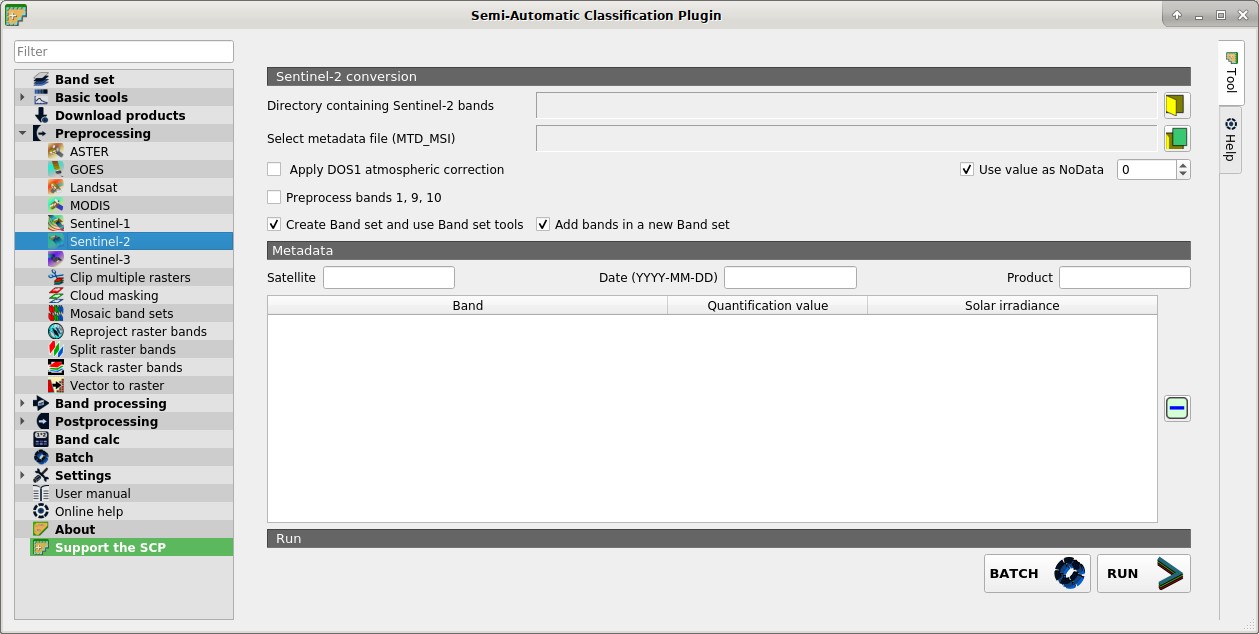 Semi-Automatic Classification Plugin
Filter
Band set
Basic tools
Download products
Preprocessing
ASTER
GOES
Landsat
MODIS
Sentinel-1
Sentinel-2
Sentinel-3
Clip multiple rasters
Cloud masking
Mosaic band sets
Reproject raster bands
Split raster bands
Stack raster bands
Vector to raster
Band processing
Postprocessing
Band calc
Batch
Settings
User manual
Online help
About
Support the SCP
Sentinel-2 conversion
Directory containing Sentinel-2 bands
Select metadata file (MTD_MSI)
Apply DOS1 atmospheric correction Use value as NoData 0
Preprocess bands 1, 9, 10
Create Band set and use Band set tools Add bands in a new Band set
Metadata
Satellite Date (YYYY-MM-DD) Product
Band Quantification value Solar irradiance
Run
BATCH RUN
Tool
Help